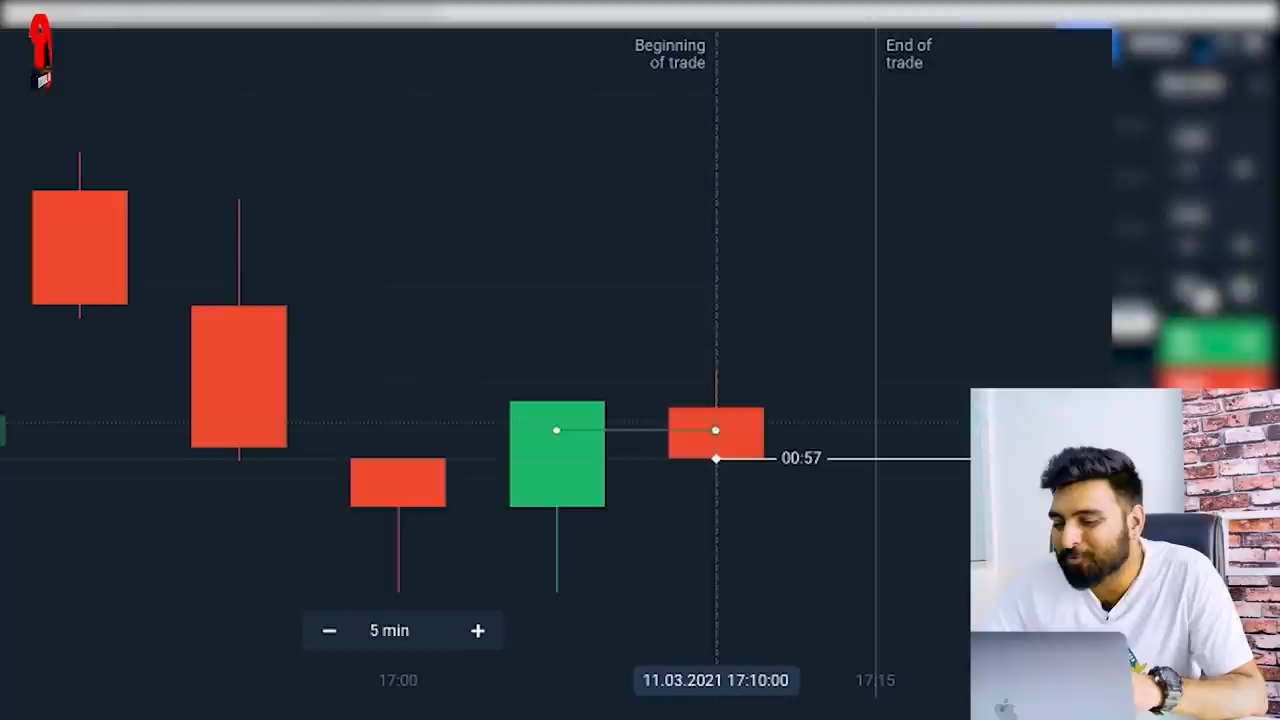 Beginning
of trade
End of
trade
00:57
5 min
17:00
11.03.2021 17:10:00
17:15